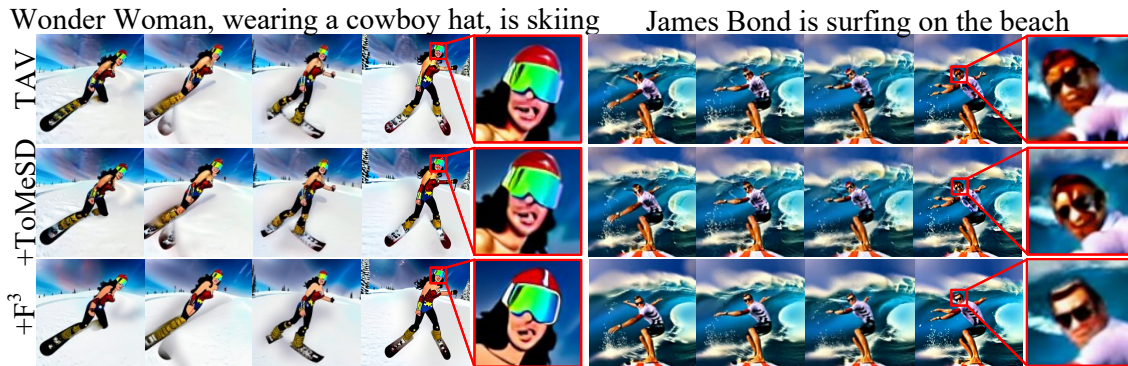 Wonder Woman, wearing a cowboy hat, is skiing
James Bond is surfing on the beach
TAV
+ToMeSD
+F³